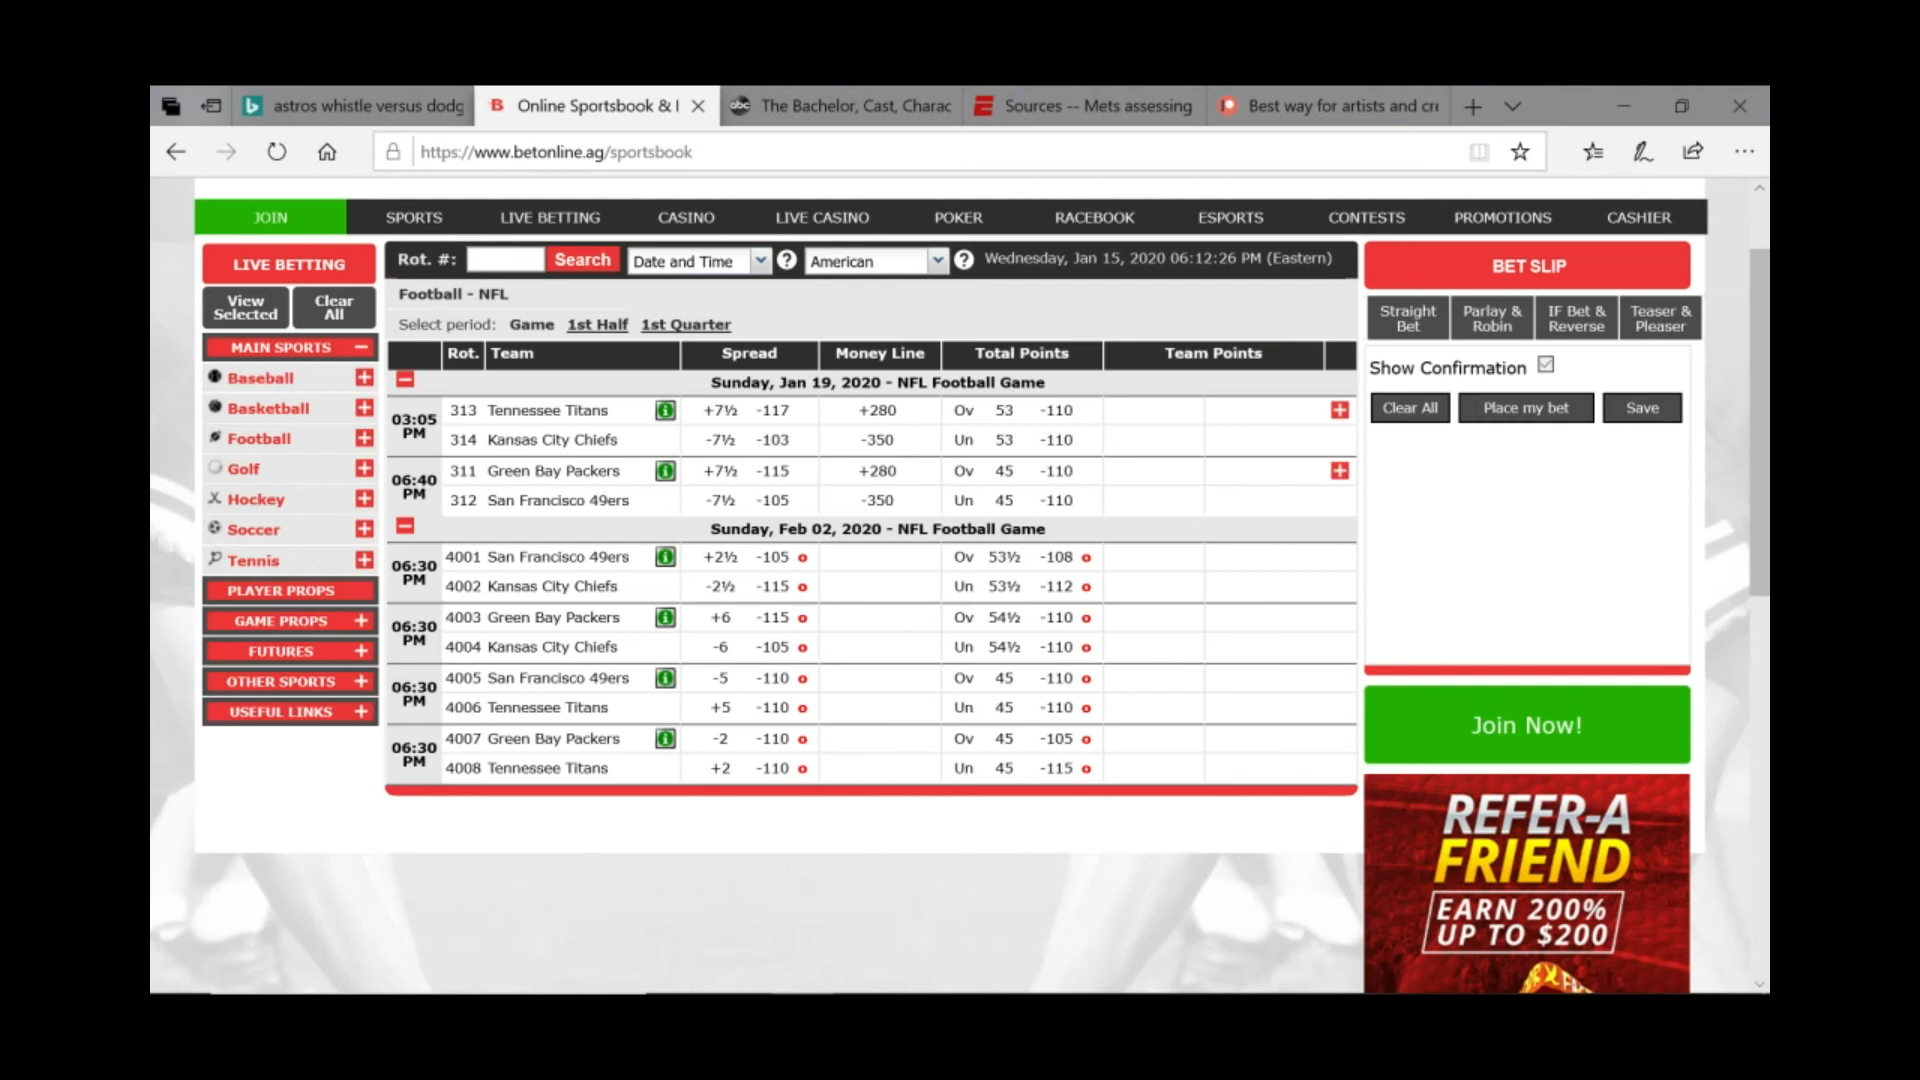 astros whistle versus dodg
Online Sportsbook & I
The Bachelor, Cast, Charac
Sources -- Mets assessing
Best way for artists and cre
https://www.betonline.ag/sportsbook
JOIN SPORTS LIVE BETTING CASINO LIVE CASINO POKER RACEBOOK ESPORTS CONTESTS PROMOTIONS CASHIER
LIVE BETTING
View Selected
Clear All
MAIN SPORTS
Baseball
Basketball
Football
Golf
Hockey
Soccer
Tennis
PLAYER PROPS
GAME PROPS
FUTURES
OTHER SPORTS
USEFUL LINKS
Rot. #: Search Date and Time ? American ? Wednesday, Jan 15, 2020 06:12:26 PM (Eastern)
Football - NFL
Select period: Game 1st Half 1st Quarter
Rot. Team Spread Money Line Total Points Team Points
Sunday, Jan 19, 2020 - NFL Football Game
03:05 PM
313 Tennessee Titans +7½ -117 +280 Ov 53 -110
314 Kansas City Chiefs -7½ -103 -350 Un 53 -110
06:40 PM
311 Green Bay Packers +7½ -115 +280 Ov 45 -110
312 San Francisco 49ers -7½ -105 -350 Un 45 -110
Sunday, Feb 02, 2020 - NFL Football Game
06:30 PM
4001 San Francisco 49ers +2½ -105 o Ov 53½ -108 o
4002 Kansas City Chiefs -2½ -115 o Un 53½ -112 o
06:30 PM
4003 Green Bay Packers +6 -115 o Ov 54½ -110 o
4004 Kansas City Chiefs -6 -105 o Un 54½ -110 o
06:30 PM
4005 San Francisco 49ers -5 -110 o Ov 45 -110 o
4006 Tennessee Titans +5 -110 o Un 45 -110 o
06:30 PM
4007 Green Bay Packers -2 -110 o Ov 45 -105 o
4008 Tennessee Titans +2 -110 o Un 45 -115 o
BET SLIP
Straight Bet
Parlay & Robin
IF Bet & Reverse
Teaser & Pleaser
Show Confirmation
Clear All Place my bet Save
Join Now!
REFER-A
FRIEND
EARN 200%
UP TO $200